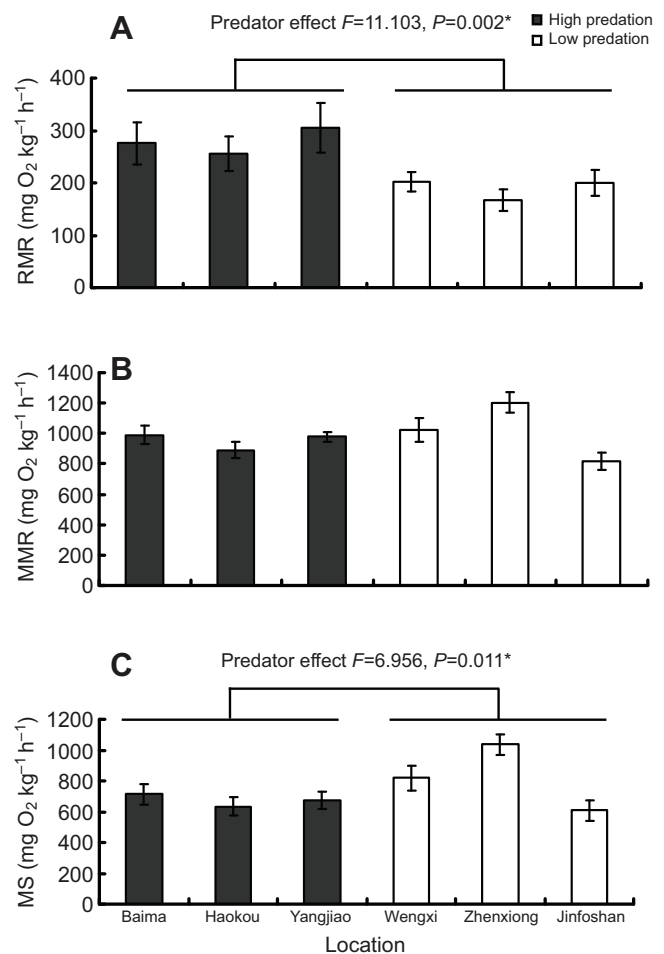 A
Predator effect F=11.103, P=0.002*
High predation
Low predation
RMR (mg O₂ kg⁻¹ h⁻¹)
400
300
200
100
0
B
MMR (mg O₂ kg⁻¹ h⁻¹)
1400
1200
1000
800
600
400
200
0
C
Predator effect F=6.956, P=0.011*
MS (mg O₂ kg⁻¹ h⁻¹)
1200
1000
800
600
400
200
0
Baima Haokou Yangjiao Wengxi Zhenxiong Jinfoshan
Location